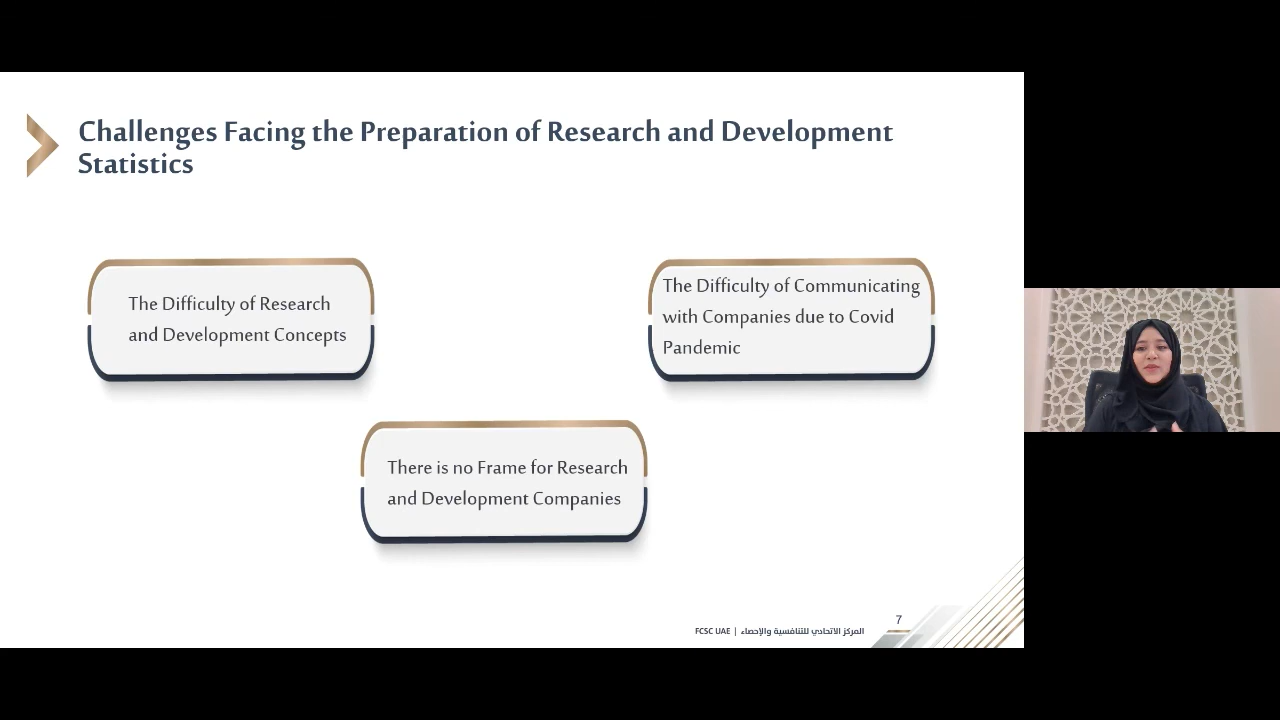 Challenges Facing the Preparation of Research and Development
Statistics
The Difficulty of Research
and Development Concepts
The Difficulty of Communicating
with Companies due to Covid
Pandemic
There is no Frame for Research
and Development Companies
7
FCSC UAE | المركز الاتحادي للتنافسية والإحصاء